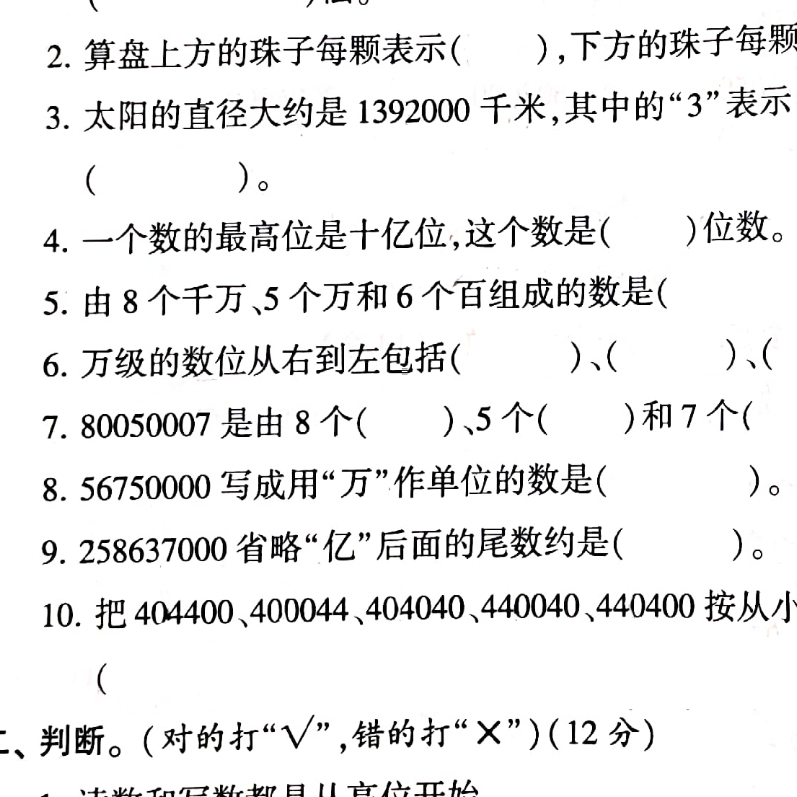 2. 算盘上方的珠子每颗表示(  ),下方的珠子每颗
3. 太阳的直径大约是 1392000 千米,其中的“3”表示
(  )。
4. 一个数的最高位是十亿位,这个数是(  )位数。
5. 由 8 个千万、5 个万和 6 个百组成的数是(
6. 万级的数位从右到左包括(  )、(  )、(
7. 80050007 是由 8 个(  )、5 个(  )和 7 个(
8. 56750000 写成用“万”作单位的数是(  )。
9. 258637000 省略“亿”后面的尾数约是(  )。
10. 把 404400、400044、404040、440040、440400 按从小
(
二、判断。(对的打“√”,错的打“×”)(12 分)
1. 读数和写数都是从高位开始